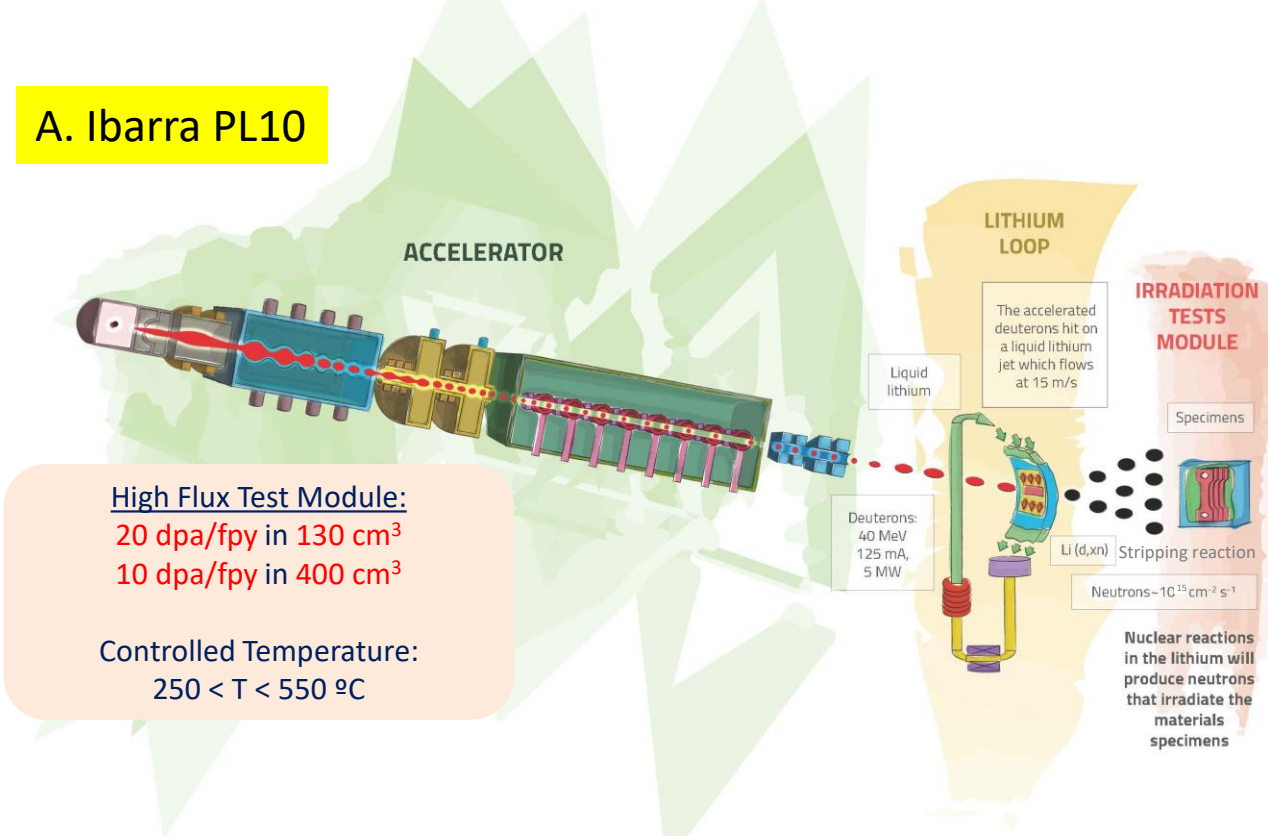 A. Ibarra PL10
ACCELERATOR
High Flux Test Module:
20 dpa/fpy in 130 cm³
10 dpa/fpy in 400 cm³
Controlled Temperature:
250 < T < 550 ºC
LITHIUM
LOOP
The accelerated
deuterons hit on
a liquid lithium
jet which flows
at 15 m/s
Liquid
lithium
Deuterons:
40 MeV
125 mA,
5 MW
IRRADIATION
TESTS
MODULE
Specimens
Li (d,xn) Stripping reaction
Neutrons~10¹⁵ cm⁻² s⁻¹
Nuclear reactions
in the lithium will
produce neutrons
that irradiate the
materials
specimens